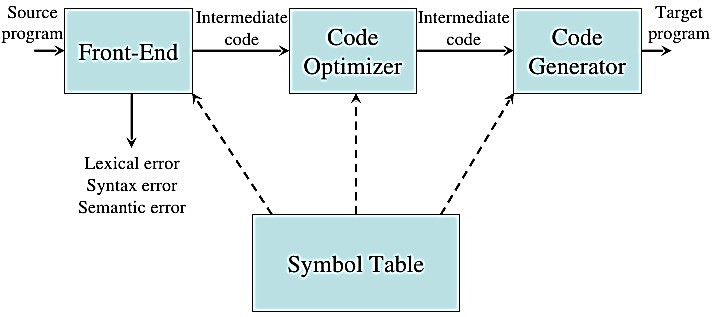 Source
program
Front-End
Intermediate
code
Code
Optimizer
Intermediate
code
Code
Generator
Target
program
Lexical error
Syntax error
Semantic error
Symbol Table